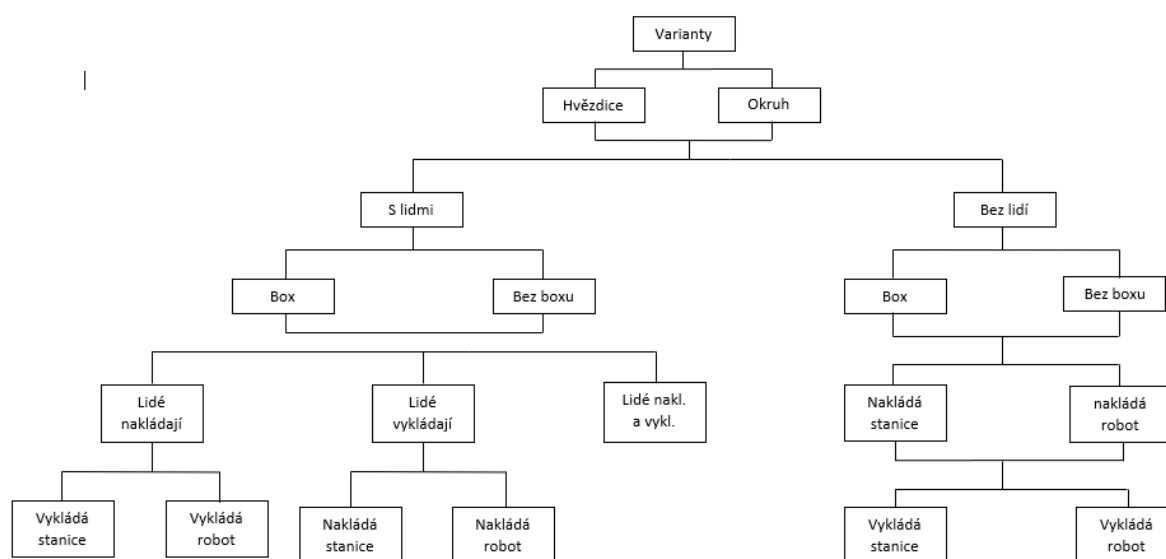 Varianty
Hvězdice
Okruh
S lidmi
Bez lidí
Box
Bez boxu
Box
Bez boxu
Lidé
nakládají
Lidé
vykládají
Lidé nakl.
a vykl.
Nakládá
stanice
nakládá
robot
Vykládá
stanice
Vykládá
robot
Nakládá
stanice
Nakládá
robot
Vykládá
stanice
Vykládá
robot